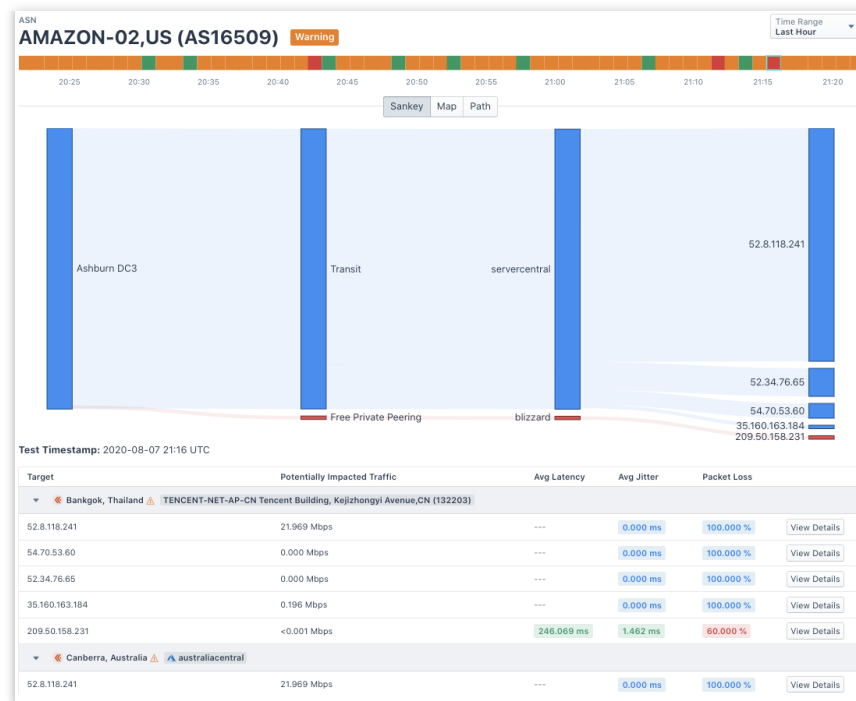 ASN
AMAZON-02,US (AS16509) Warning
Time Range
Last Hour
20:25 20:30 20:35 20:40 20:45 20:50 20:55 21:00 21:05 21:10 21:15 21:20
Sankey Map Path
52.8.118.241
Ashburn DC3 Transit servercentral
52.34.76.65
54.70.53.60
Free Private Peering blizzard
35.160.163.184
209.50.158.231
Test Timestamp: 2020-08-07 21:16 UTC
Target Potentially Impacted Traffic Avg Latency Avg Jitter Packet Loss
Bankgok, Thailand TENCENT-NET-AP-CN Tencent Building, Kejizhongyi Avenue,CN (132203)
52.8.118.241 21.969 Mbps --- 0.000 ms 100.000 % View Details
54.70.53.60 0.000 Mbps --- 0.000 ms 100.000 % View Details
52.34.76.65 0.000 Mbps --- 0.000 ms 100.000 % View Details
35.160.163.184 0.196 Mbps --- 0.000 ms 100.000 % View Details
209.50.158.231 <0.001 Mbps 246.069 ms 1.462 ms 60.000 % View Details
Canberra, Australia australiacentral
52.8.118.241 21.969 Mbps --- 0.000 ms 100.000 % View Details